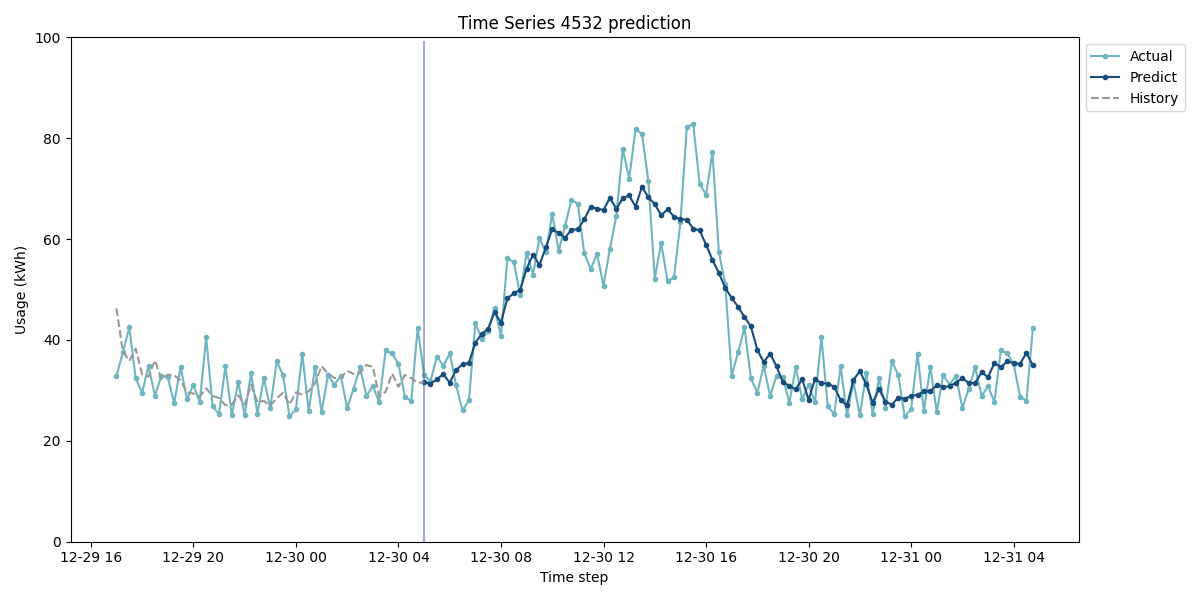 Time Series 4532 prediction
100
80
60
40
20
0
Usage (kWh)
12-29 16
12-29 20
12-30 00
12-30 04
12-30 08
12-30 12
12-30 16
12-30 20
12-31 00
12-31 04
Time step
Actual
Predict
History